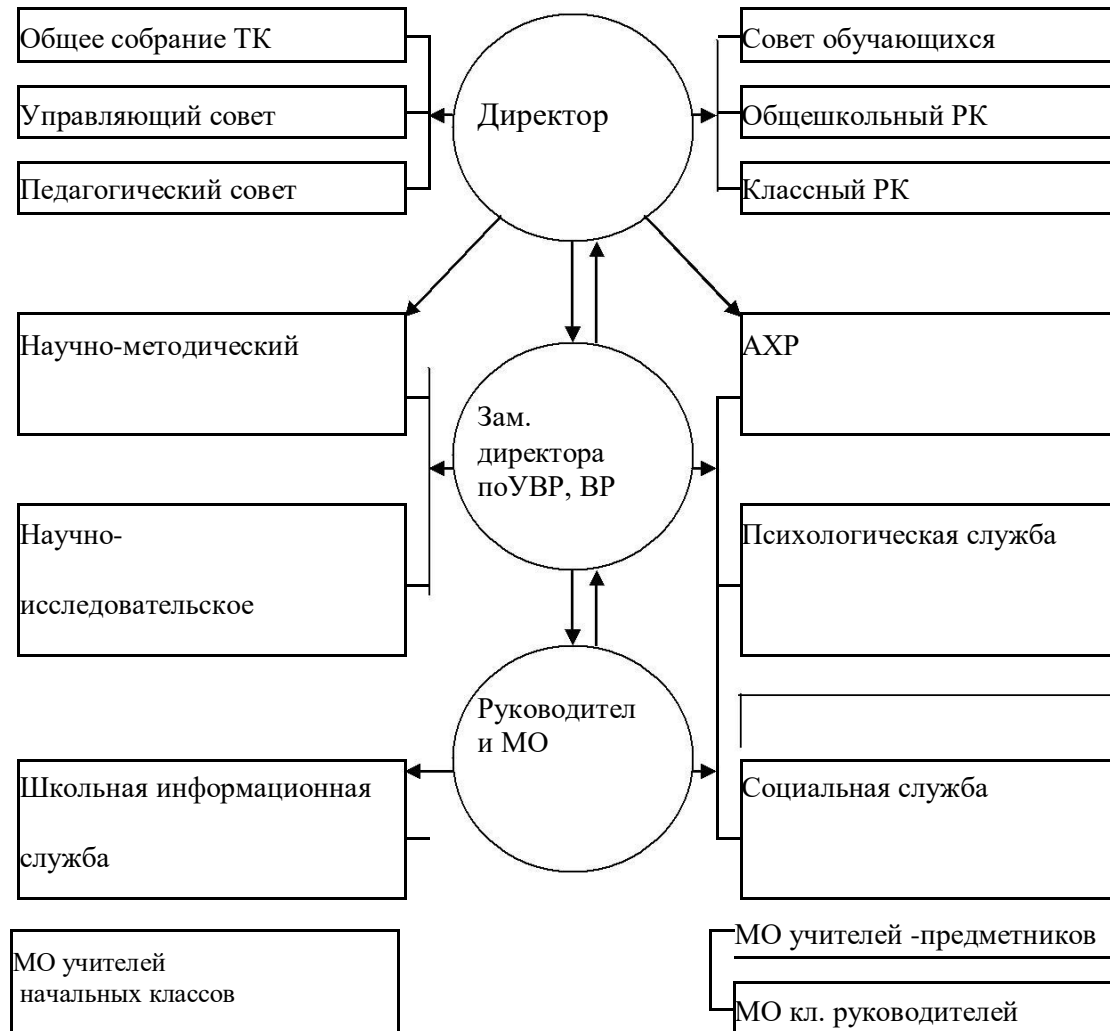 Общее собрание ТК
Управляющий совет
Педагогический совет
Директор
Совет обучающихся
Общешкольный РК
Классный РК
Научно-методический
Зам.
директора
поУВР, ВР
АХР
Научно-
исследовательское
Психологическая служба
Руководител
и МО
Школьная информационная
служба
Социальная служба
МО учителей
начальных классов
МО учителей -предметников
МО кл. руководителей